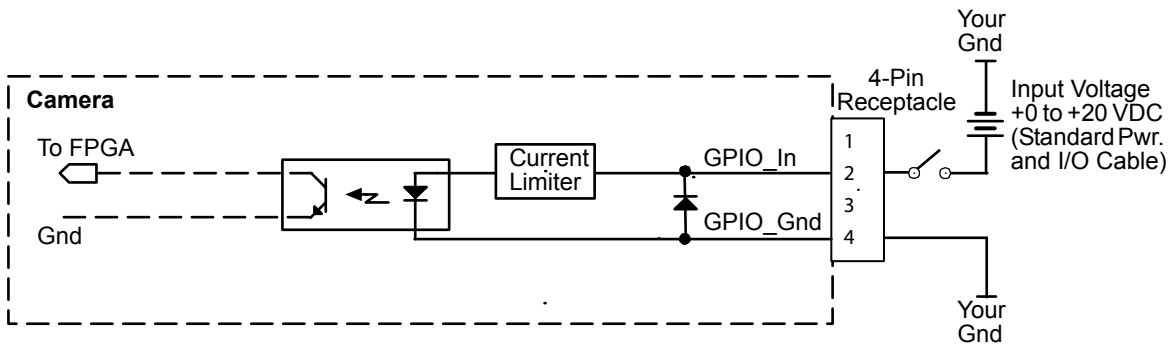 Your
Gnd
Camera
4-Pin
Receptacle
Input Voltage
+0 to +20 VDC
(Standard Pwr.
and I/O Cable)
To FPGA
Current
Limiter
GPIO_In
1
2
3
4
GPIO_Gnd
Gnd
Your
Gnd